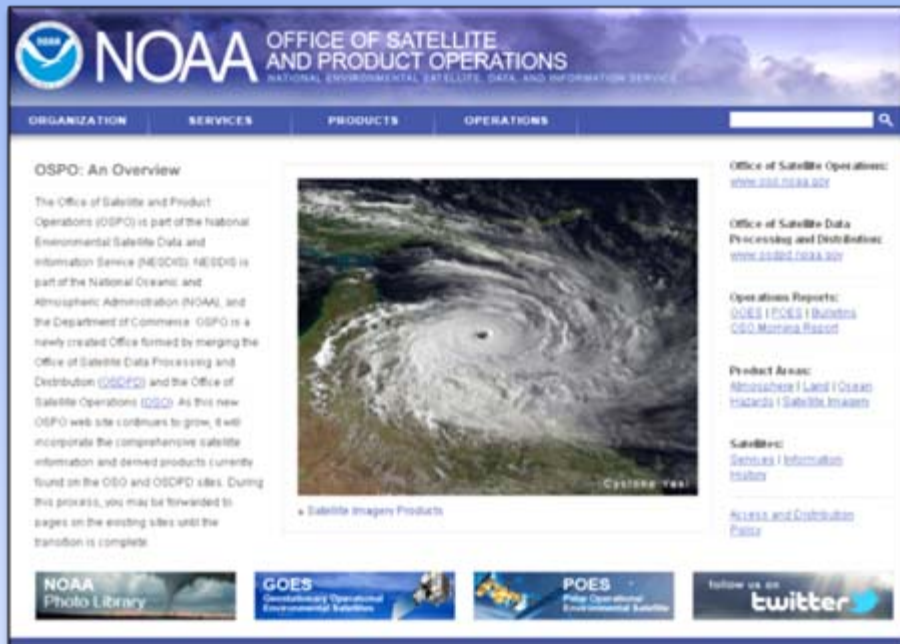 NOAA
NOAA
OFFICE OF SATELLITE
AND PRODUCT OPERATIONS
NATIONAL ENVIRONMENTAL SATELLITE, DATA, AND INFORMATION SERVICE
ORGANIZATION
SERVICES
PRODUCTS
OPERATIONS
OSPO: An Overview
The Office of Satellite and Product
Operations (OSPO) is part of the National
Environmental Satellite Data and
Information Service (NESDIS). NESDIS is
part of the National Oceanic and
Atmospheric Administration (NOAA), and
the Department of Commerce. OSPO is a
newly created Office formed by merging the
Office of Satellite Data Processing and
Distribution (OSDPD) and the Office of
Satellite Operations (OSO). As this new
OSPO web site continues to grow, it will
incorporate the comprehensive satellite
information and derived products currently
found on the OSO and OSDPD sites. During
this process, you may be forwarded to
pages on the existing sites until the
transition is complete.
Cyclone Yasi
Satellite Imagery Products
Office of Satellite Operations:
www.oso.noaa.gov
Office of Satellite Data
Processing and Distribution:
www.osdpd.noaa.gov
Operations Reports:
GOES | POES | Bulletins
OSO Morning Report
Product Areas:
Atmosphere | Land | Ocean
Hazards | Satellite Imagery
Satellites:
Services | Information
History
Access and Distribution
Policy
NOAA
Photo Library
GOES
Geostationary Operational
Environmental Satellites
POES
Polar Operational
Environmental Satellite
follow us on
twitter